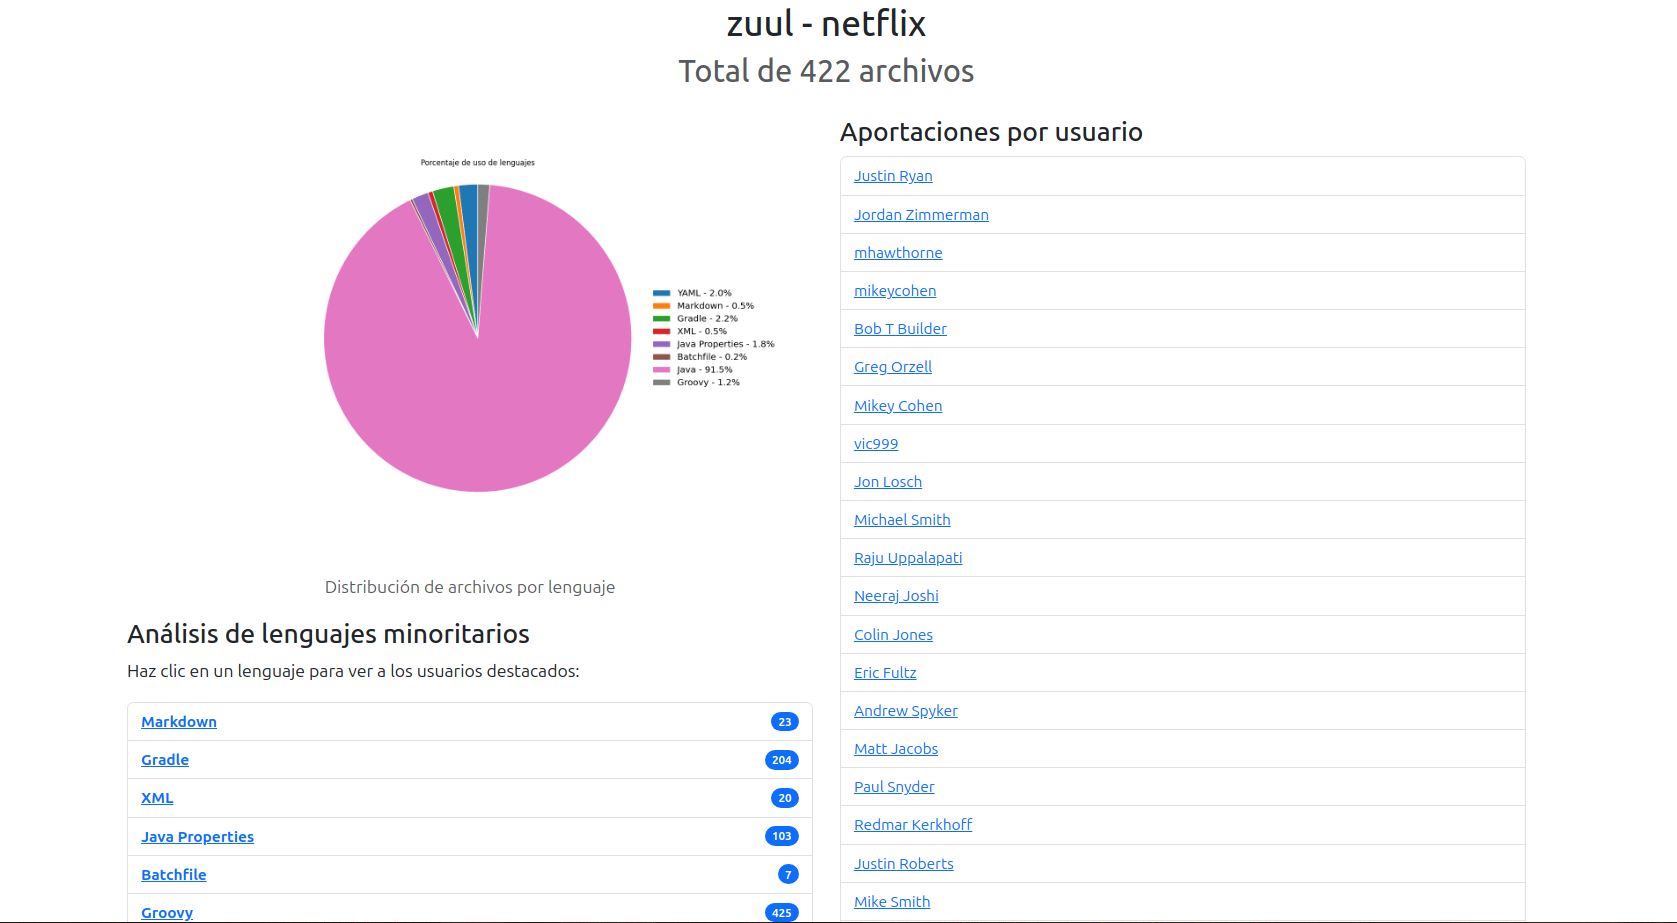 zuul - netflix
Total de 422 archivos
Porcentaje de uso de lenguajes
YAML - 2.0%
Markdown - 0.5%
Gradle - 2.2%
XML - 0.5%
Java Properties - 1.8%
Batchfile - 0.2%
Java - 91.5%
Groovy - 1.2%
Distribución de archivos por lenguaje
Análisis de lenguajes minoritarios
Haz clic en un lenguaje para ver a los usuarios destacados:
Markdown 23
Gradle 204
XML 20
Java Properties 103
Batchfile 7
Groovy 425
Aportaciones por usuario
Justin Ryan
Jordan Zimmerman
mhawthorne
mikeycohen
Bob T Builder
Greg Orzell
Mikey Cohen
vic999
Jon Losch
Michael Smith
Raju Uppalapati
Neeraj Joshi
Colin Jones
Eric Fultz
Andrew Spyker
Matt Jacobs
Paul Snyder
Redmar Kerkhoff
Justin Roberts
Mike Smith